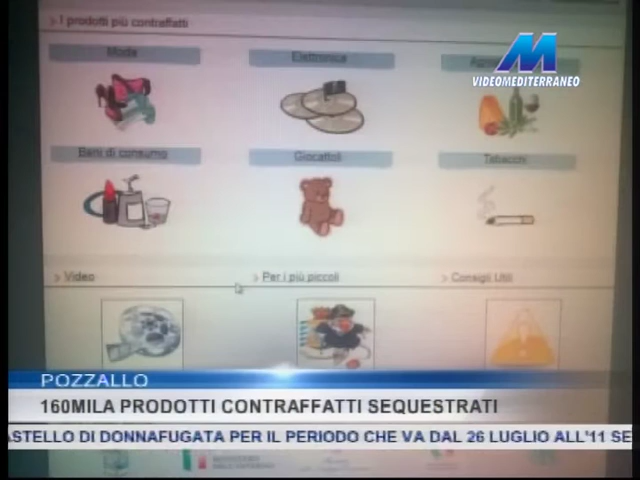 > I prodotti più contraffatti
VIDEOMEDITERRANEO
Moda
Elettronica
Beni di consumo
Giocattoli
Tabacchi
> Video
> Per i più piccoli
> Consigli Utili
POZZALLO
160MILA PRODOTTI CONTRAFFATTI SEQUESTRATI
ASTELLO DI DONNAFUGATA PER IL PERIODO CHE VA DAL 26 LUGLIO ALL'11 SE